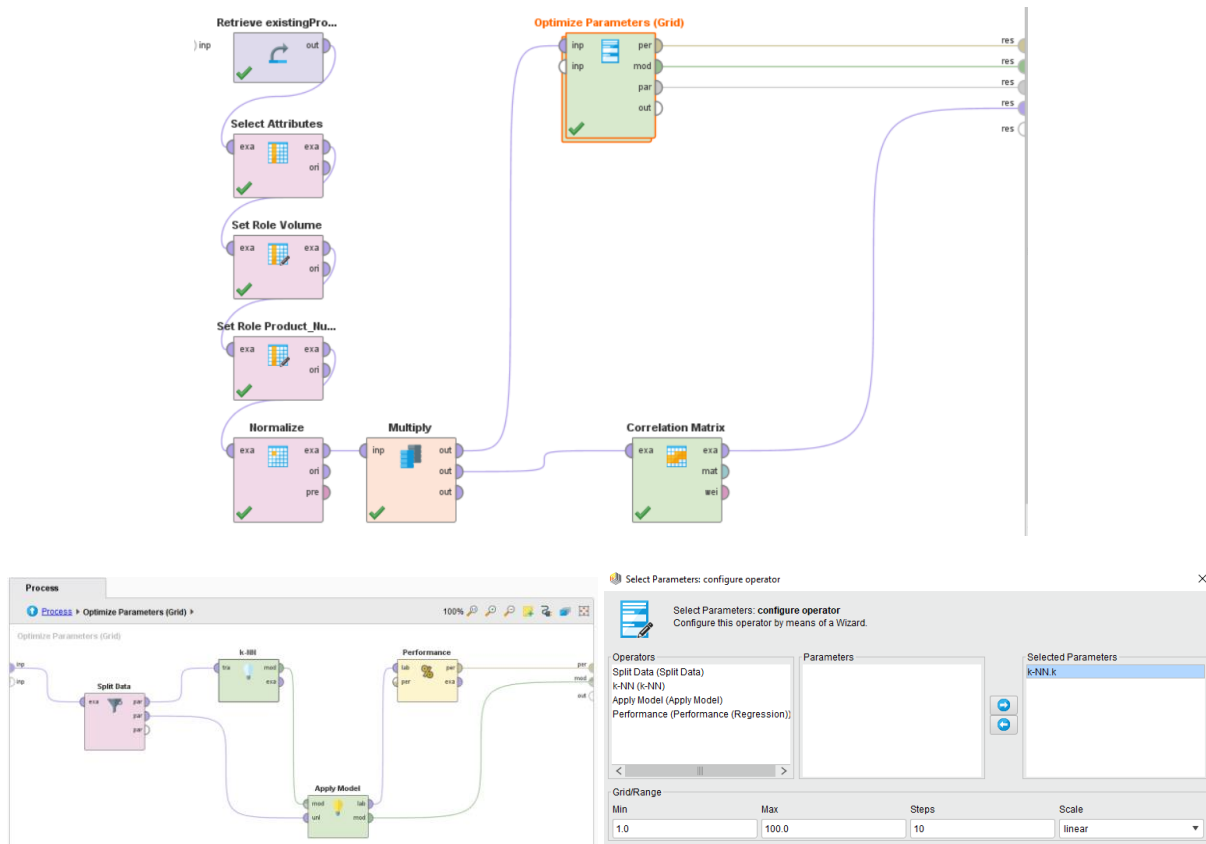 Retrieve existingPro...
inp
out
Optimize Parameters (Grid)
inp
per
inp
mod
par
out
res
res
res
res
res
Select Attributes
exa
exa
ori
Set Role Volume
exa
exa
ori
Set Role Product_Nu...
exa
exa
ori
Normalize
exa
exa
ori
pre
Multiply
inp
out
out
out
Correlation Matrix
exa
exa
mat
wei
Process
Process ▸ Optimize Parameters (Grid) ▸
100%
Optimize Parameters (Grid)
inp
inp
Split Data
exa
par
par
par
k-NN
tra
mod
exa
Performance
lab
per
per
exa
per
mod
out
Apply Model
mod
lab
unl
mod
Select Parameters: configure operator
Select Parameters: configure operator
Configure this operator by means of a Wizard.
Operators
Split Data (Split Data)
k-NN (k-NN)
Apply Model (Apply Model)
Performance (Performance (Regression))
Parameters
Selected Parameters
k-NN.k
Grid/Range
Min
Max
Steps
Scale
1.0
100.0
10
linear